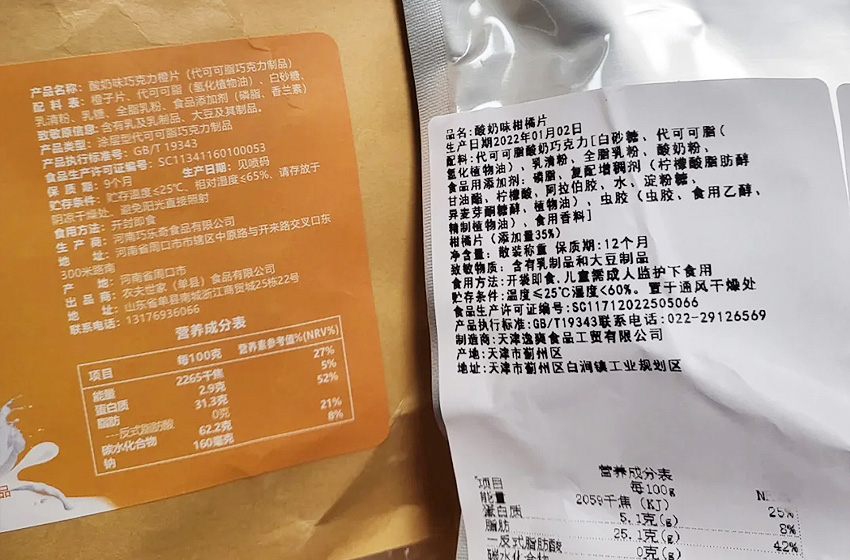 产品名称：酸奶味巧克力橙片（代可可脂巧克力制品）
配 料 表：橙子片、代可可脂（氢化植物油）、白砂糖、
乳清粉、乳糖、全脂乳粉、食品添加剂（磷脂、香兰素）
致敏原信息：含有乳及乳制品、大豆及其制品。
产品类型：涂层型代可可脂巧克力制品
产品执行标准号：GB/T 19343
食品生产许可证编号：SC11341160100053
保 质 期：9个月 生产日期：见喷码
贮存条件：贮存温度≤25℃、相对湿度≤65%、请存放于
阴凉干燥处、避免阳光直接照射
食用方法：开封即食
生 产 商：河南巧乐奇食品有限公司
地 址：河南省周口市市辖区中原路与开来路交叉口东
300米路南
产 地：河南省周口市
出 品 商：农夫世家（单县）食品有限公司
地 址：山东省单县南城浙江商贸城25栋22号
联系电话：13176936066
营养成分表
项目 每100克 营养素参考值%(NRV%)
能量 2265千焦 27%
蛋白质 2.9克 5%
脂肪 31.3克 52%
---反式脂肪酸 0克
碳水化合物 62.2克 21%
钠 160毫克 8%
品
品名：酸奶味柑橘片
生产日期2022年01月02日
配料：代可可脂酸奶巧克力[白砂糖、代可可脂（
氢化植物油）、乳清粉、全脂乳粉、酸奶粉、
食品用添加剂：磷脂、复配增稠剂（柠檬酸脂肪酸
甘油酯、柠檬酸、阿拉伯胶、水、淀粉糖、
异麦芽酮糖醇、植物油）、虫胶（虫胶、食用乙醇、
精制植物油）、食用香料]
柑橘片（添加量35%）
净含量：散装称重 保质期：12个月
致敏物质：含有乳制品和大豆制品
食用方法：开袋即食，儿童需成人监护下食用
贮存条件：温度≤25℃湿度<60%。置于通风干燥处
食品生产许可证编号：SC11712022505066
产品执行标准：GB/T19343联系电话：022-29126569
制造商：天津逸爽食品工贸有限公司
产地：天津市蓟州区
地址：天津市蓟州区白涧镇工业规划区
营养成分表
项目 每100g N
能量 2059千焦（KJ） 25%
蛋白质 5.1克(g) 8%
脂肪 25.1克(g) 42%
—反式脂肪酸 0克(g)
碳水化合物